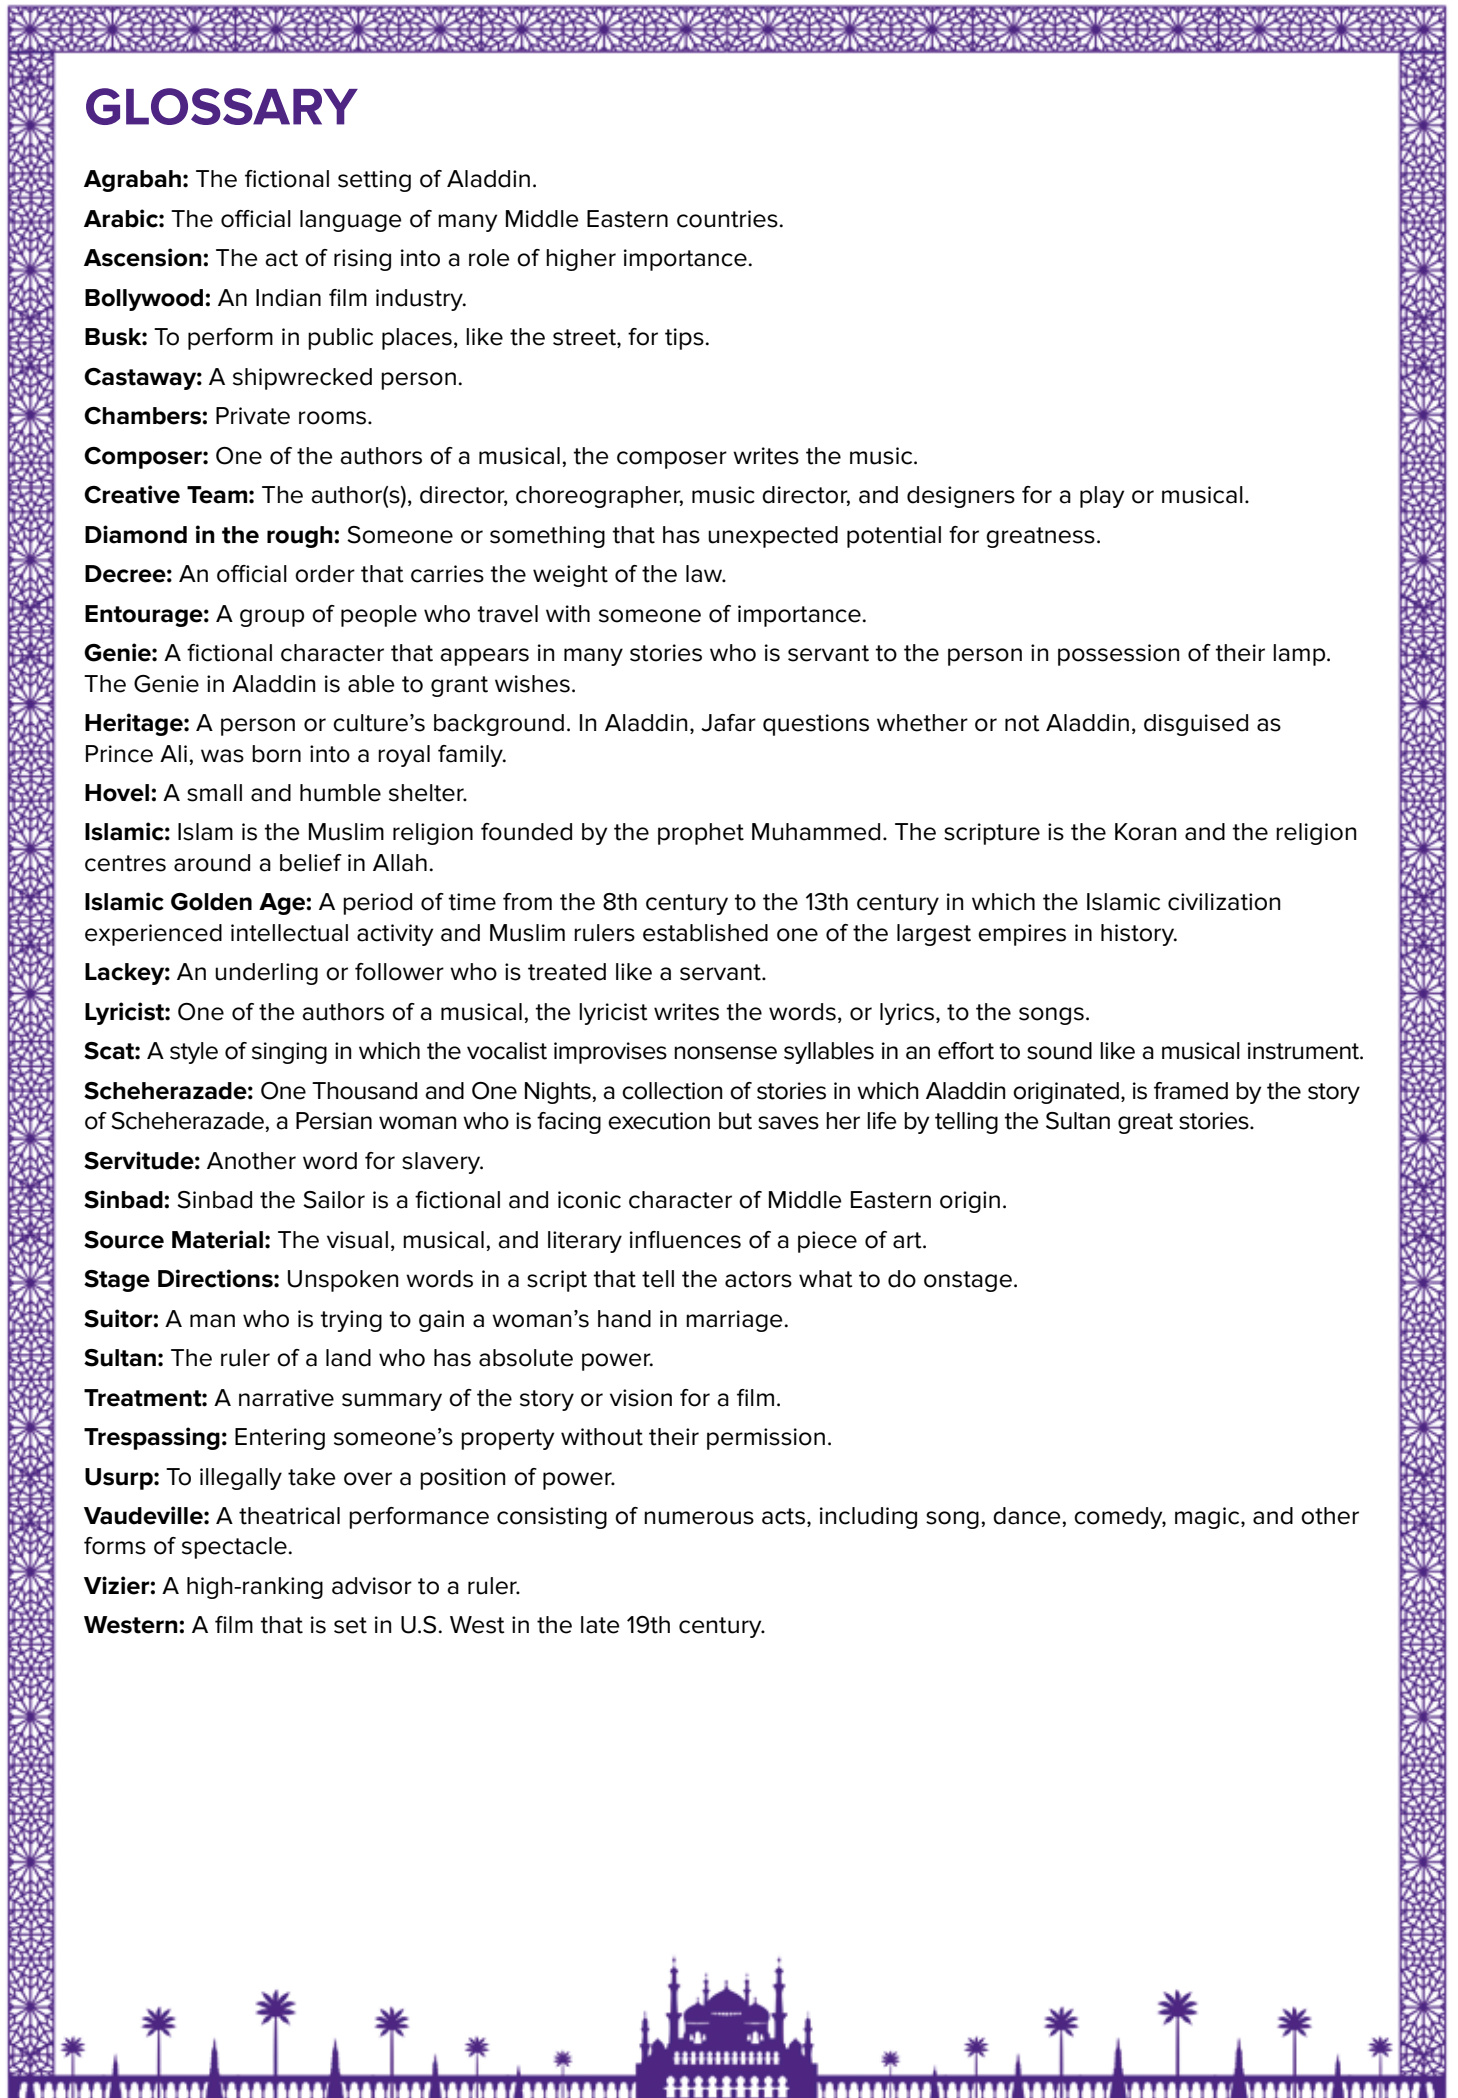 GLOSSARY
Agrabah: The fictional setting of Aladdin.
Arabic: The official language of many Middle Eastern countries.
Ascension: The act of rising into a role of higher importance.
Bollywood: An Indian film industry.
Busk: To perform in public places, like the street, for tips.
Castaway: A shipwrecked person.
Chambers: Private rooms.
Composer: One of the authors of a musical, the composer writes the music.
Creative Team: The author(s), director, choreographer, music director, and designers for a play or musical.
Diamond in the rough: Someone or something that has unexpected potential for greatness.
Decree: An official order that carries the weight of the law.
Entourage: A group of people who travel with someone of importance.
Genie: A fictional character that appears in many stories who is servant to the person in possession of their lamp.
The Genie in Aladdin is able to grant wishes.
Heritage: A person or culture’s background. In Aladdin, Jafar questions whether or not Aladdin, disguised as
Prince Ali, was born into a royal family.
Hovel: A small and humble shelter.
Islamic: Islam is the Muslim religion founded by the prophet Muhammed. The scripture is the Koran and the religion
centres around a belief in Allah.
Islamic Golden Age: A period of time from the 8th century to the 13th century in which the Islamic civilization
experienced intellectual activity and Muslim rulers established one of the largest empires in history.
Lackey: An underling or follower who is treated like a servant.
Lyricist: One of the authors of a musical, the lyricist writes the words, or lyrics, to the songs.
Scat: A style of singing in which the vocalist improvises nonsense syllables in an effort to sound like a musical instrument.
Scheherazade: One Thousand and One Nights, a collection of stories in which Aladdin originated, is framed by the story
of Scheherazade, a Persian woman who is facing execution but saves her life by telling the Sultan great stories.
Servitude: Another word for slavery.
Sinbad: Sinbad the Sailor is a fictional and iconic character of Middle Eastern origin.
Source Material: The visual, musical, and literary influences of a piece of art.
Stage Directions: Unspoken words in a script that tell the actors what to do onstage.
Suitor: A man who is trying to gain a woman’s hand in marriage.
Sultan: The ruler of a land who has absolute power.
Treatment: A narrative summary of the story or vision for a film.
Trespassing: Entering someone’s property without their permission.
Usurp: To illegally take over a position of power.
Vaudeville: A theatrical performance consisting of numerous acts, including song, dance, comedy, magic, and other
forms of spectacle.
Vizier: A high-ranking advisor to a ruler.
Western: A film that is set in U.S. West in the late 19th century.